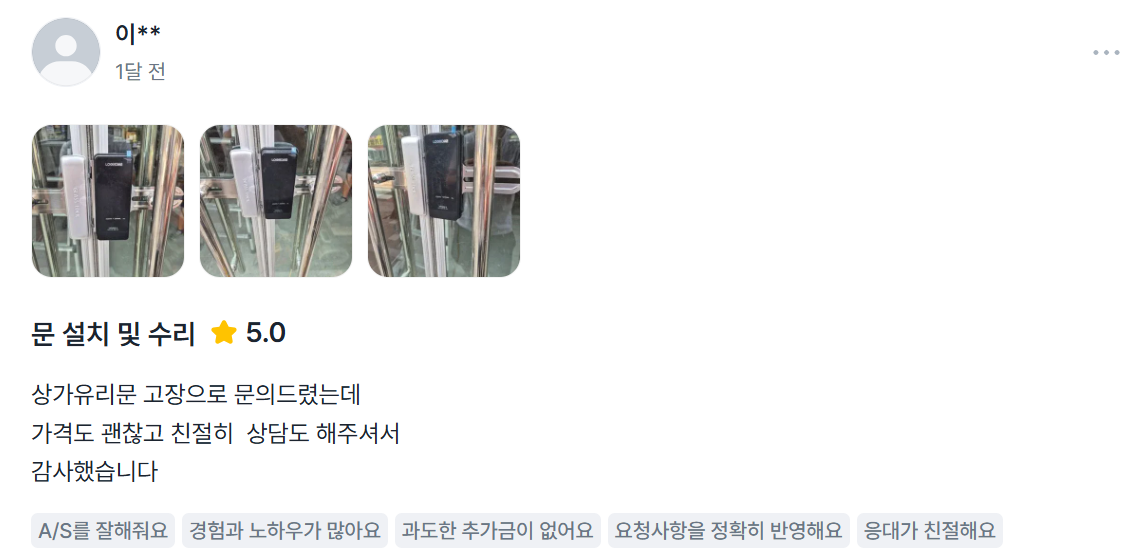 이**
1달 전
문 설치 및 수리 5.0
상가유리문 고장으로 문의드렸는데
가격도 괜찮고 친절히  상담도 해주셔서
감사했습니다
A/S를 잘해줘요 경험과 노하우가 많아요 과도한 추가금이 없어요 요청사항을 정확히 반영해요 응대가 친절해요